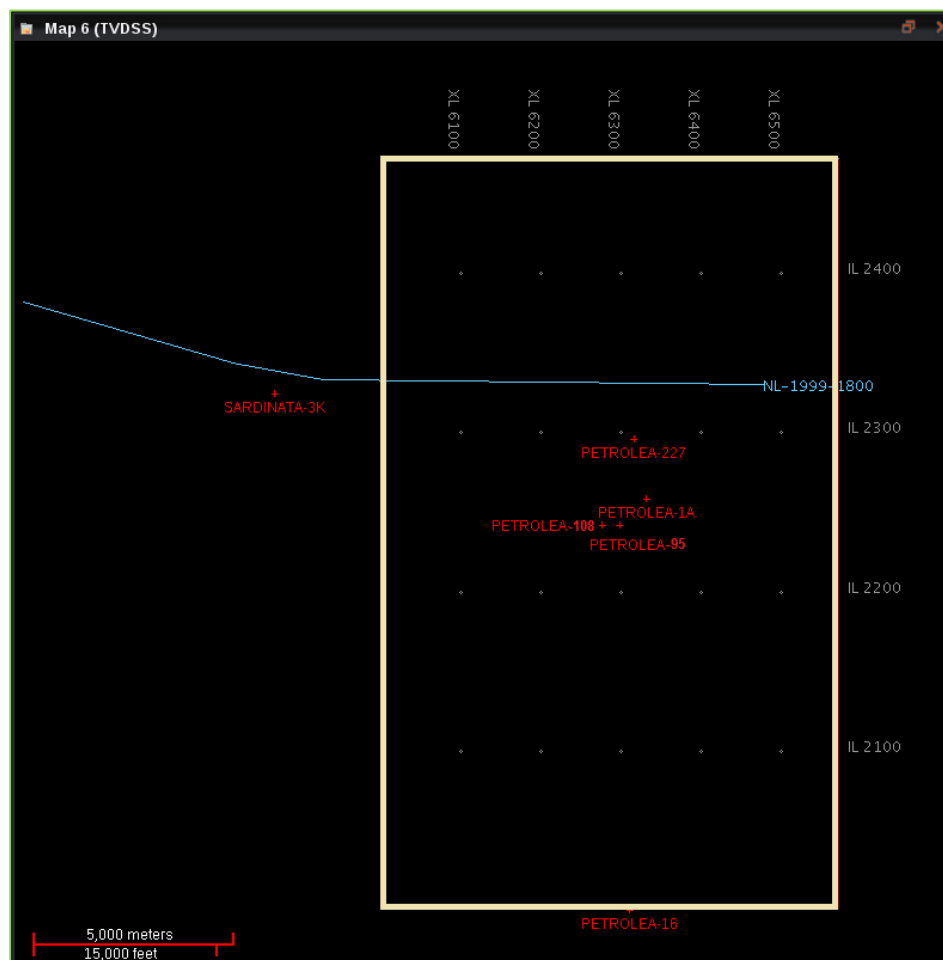 Map 6 (TVDSS)
XL 6100
XL 6200
XL 6300
XL 6400
XL 6500
IL 2400
NL-1999-1800
SARDINATA-3K
IL 2300
PETROLEA-227
PETROLEA-1A
PETROLEA-108
PETROLEA-95
IL 2200
IL 2100
PETROLEA-16
5,000 meters
15,000 feet